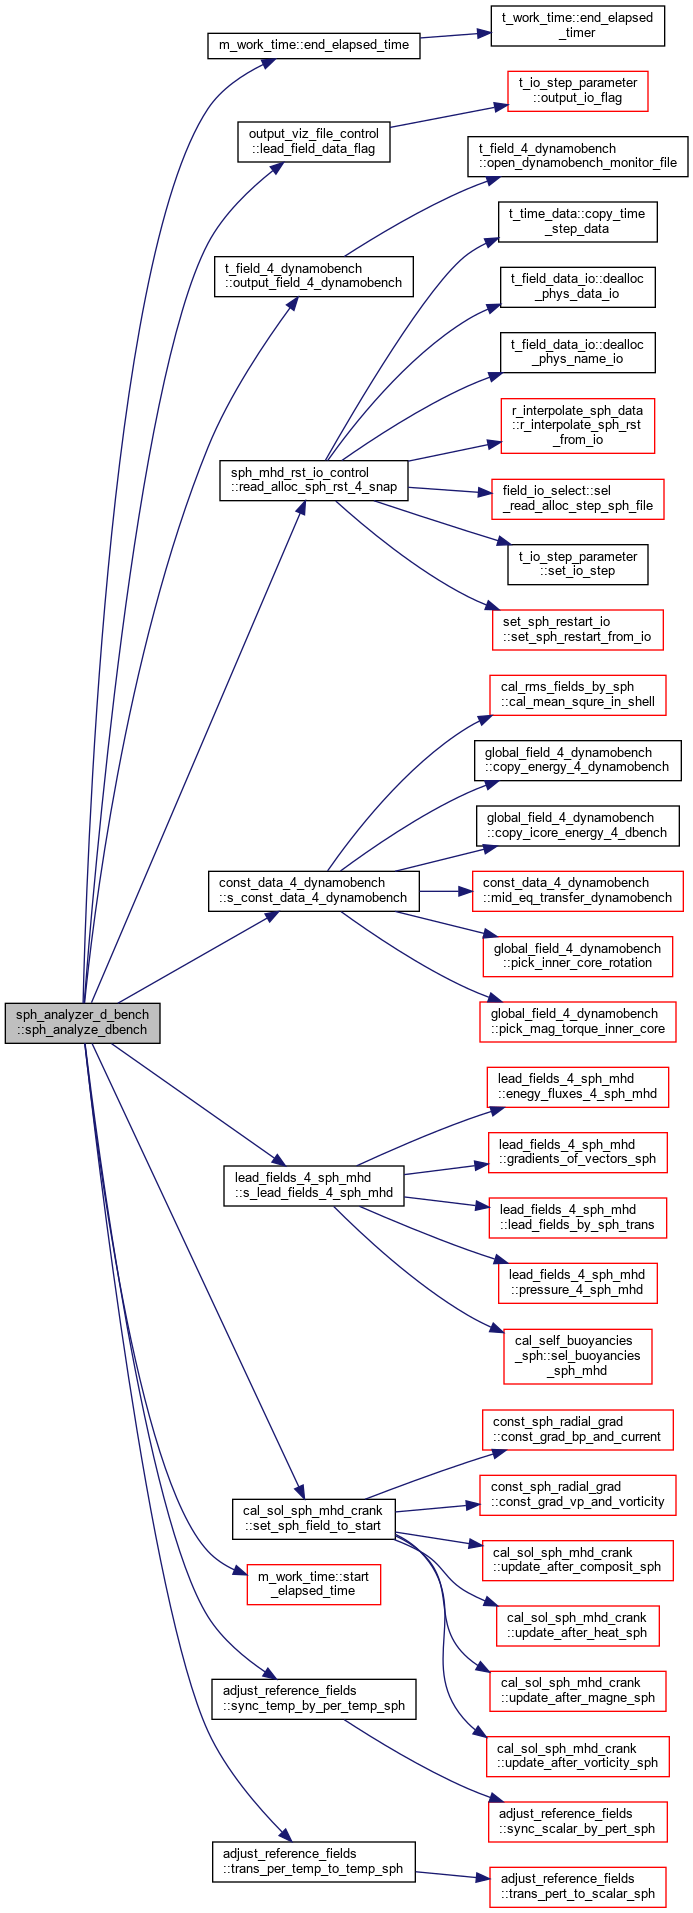 t_work_time::end_elapsed
_timer
m_work_time::end_elapsed_time
t_io_step_parameter
::output_io_flag
output_viz_file_control
::lead_field_data_flag
t_field_4_dynamobench
::open_dynamobench_monitor_file
t_time_data::copy_time
_step_data
t_field_4_dynamobench
::output_field_4_dynamobench
t_field_data_io::dealloc
_phys_data_io
t_field_data_io::dealloc
_phys_name_io
r_interpolate_sph_data
::r_interpolate_sph_rst
_from_io
sph_mhd_rst_io_control
::read_alloc_sph_rst_4_snap
field_io_select::sel
_read_alloc_step_sph_file
t_io_step_parameter
::set_io_step
set_sph_restart_io
::set_sph_restart_from_io
cal_rms_fields_by_sph
::cal_mean_squre_in_shell
global_field_4_dynamobench
::copy_energy_4_dynamobench
global_field_4_dynamobench
::copy_icore_energy_4_dbench
const_data_4_dynamobench
::s_const_data_4_dynamobench
const_data_4_dynamobench
::mid_eq_transfer_dynamobench
global_field_4_dynamobench
::pick_inner_core_rotation
sph_analyzer_d_bench
::sph_analyze_dbench
global_field_4_dynamobench
::pick_mag_torque_inner_core
lead_fields_4_sph_mhd
::enegy_fluxes_4_sph_mhd
lead_fields_4_sph_mhd
::gradients_of_vectors_sph
lead_fields_4_sph_mhd
::s_lead_fields_4_sph_mhd
lead_fields_4_sph_mhd
::lead_fields_by_sph_trans
lead_fields_4_sph_mhd
::pressure_4_sph_mhd
cal_self_buoyancies
_sph::sel_buoyancies
_sph_mhd
const_sph_radial_grad
::const_grad_bp_and_current
const_sph_radial_grad
::const_grad_vp_and_vorticity
cal_sol_sph_mhd_crank
::set_sph_field_to_start
cal_sol_sph_mhd_crank
::update_after_composit_sph
m_work_time::start
_elapsed_time
cal_sol_sph_mhd_crank
::update_after_heat_sph
cal_sol_sph_mhd_crank
::update_after_magne_sph
adjust_reference_fields
::sync_temp_by_per_temp_sph
cal_sol_sph_mhd_crank
::update_after_vorticity_sph
adjust_reference_fields
::sync_scalar_by_pert_sph
adjust_reference_fields
::trans_per_temp_to_temp_sph
adjust_reference_fields
::trans_pert_to_scalar_sph